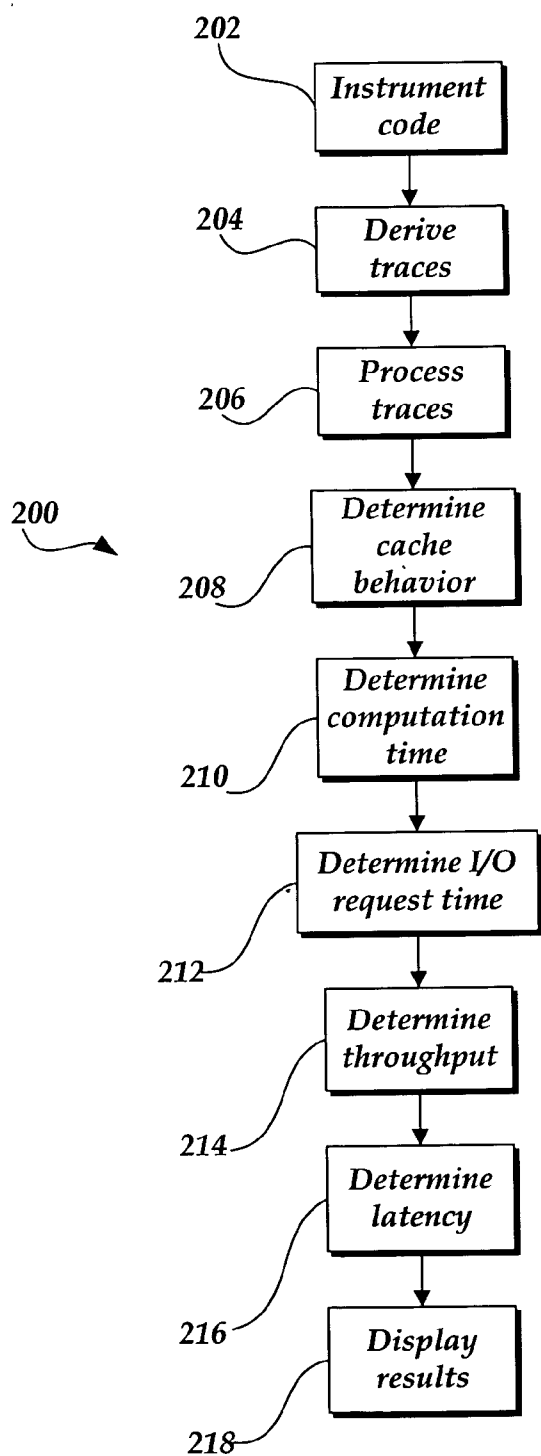 202
Instrument
code
204
Derive
traces
206
Process
traces
200
208
Determine
cache
behavior
210
Determine
computation
time
212
Determine I/O
request time
214
Determine
throughput
216
Determine
latency
218
Display
results